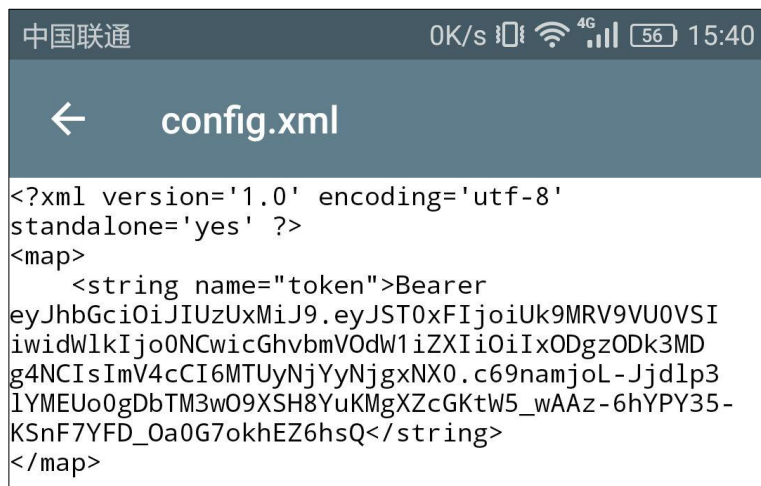 中国联通 0K/s 4G 56 15:40
config.xml
<?xml version='1.0' encoding='utf-8'
standalone='yes' ?>
<map>
    <string name="token">Bearer
eyJhbGciOiJIUzUxMiJ9.eyJST0xFIjoiUk9MRV9VU0VSI
iwidWlkIjo0NCwicGhvbmVOdW1iZXIiOiIxODgzODk3MD
g4NCIsImV4cCI6MTUyNjYyNjgxNX0.c69namjoL-Jjdlp3
lYMEUo0gDbTM3wO9XSH8YuKMgXZcGKtW5_wAAz-6hYPY35-
KSnF7YFD_Oa0G7okhEZ6hsQ</string>
</map>